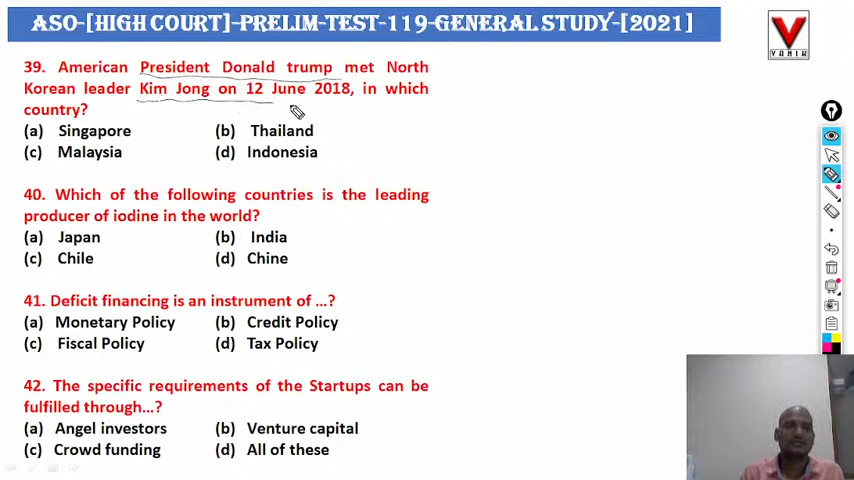 ASO-[HIGH COURT]-PRELIM-TEST-119-GENERAL STUDY-[2021]
VAHIA
39. American President Donald trump met North
Korean leader Kim Jong on 12 June 2018, in which
country?
(a) Singapore (b) Thailand
(c) Malaysia (d) Indonesia
40. Which of the following countries is the leading
producer of iodine in the world?
(a) Japan (b) India
(c) Chile (d) Chine
41. Deficit financing is an instrument of ...?
(a) Monetary Policy (b) Credit Policy
(c) Fiscal Policy (d) Tax Policy
42. The specific requirements of the Startups can be
fulfilled through...?
(a) Angel investors (b) Venture capital
(c) Crowd funding (d) All of these